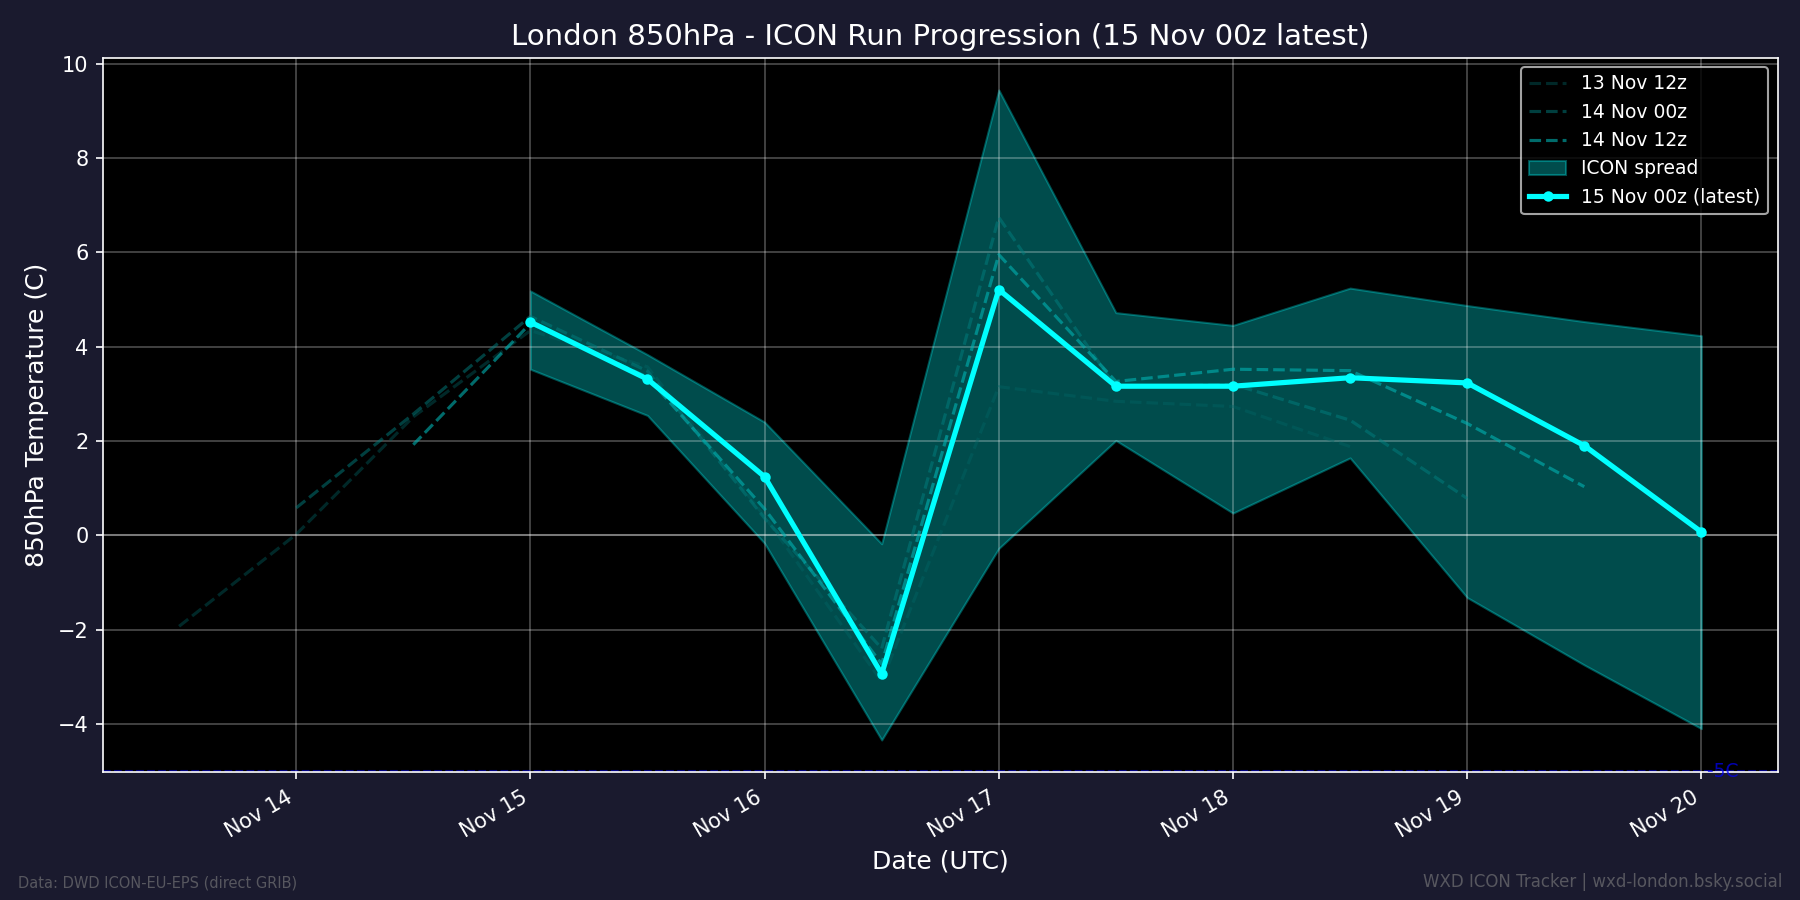 London 850hPa - ICON Run Progression (15 Nov 00z latest)
13 Nov 12z
14 Nov 00z
14 Nov 12z
ICON spread
15 Nov 00z (latest)
850hPa Temperature (C)
10
8
6
4
2
0
−2
−4
-5C
Nov 14
Nov 15
Nov 16
Nov 17
Nov 18
Nov 19
Nov 20
Date (UTC)
Data: DWD ICON-EU-EPS (direct GRIB)
WXD ICON Tracker | wxd-london.bsky.social